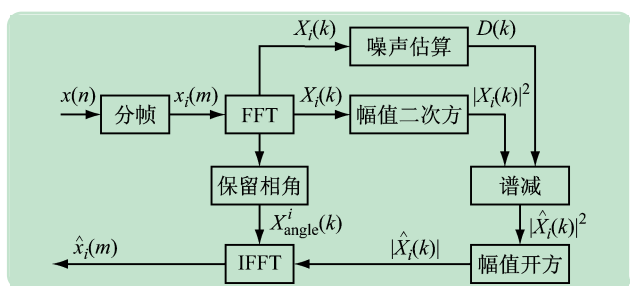 X_i(k) 噪声估算 D(k)
x(n) 分帧 x_i(m) FFT X_i(k) 幅值二次方 |X_i(k)|²
保留相角 谱减
X^i_angle(k) |X̂_i(k)|²
x̂_i(m) IFFT |X̂_i(k)| 幅值开方